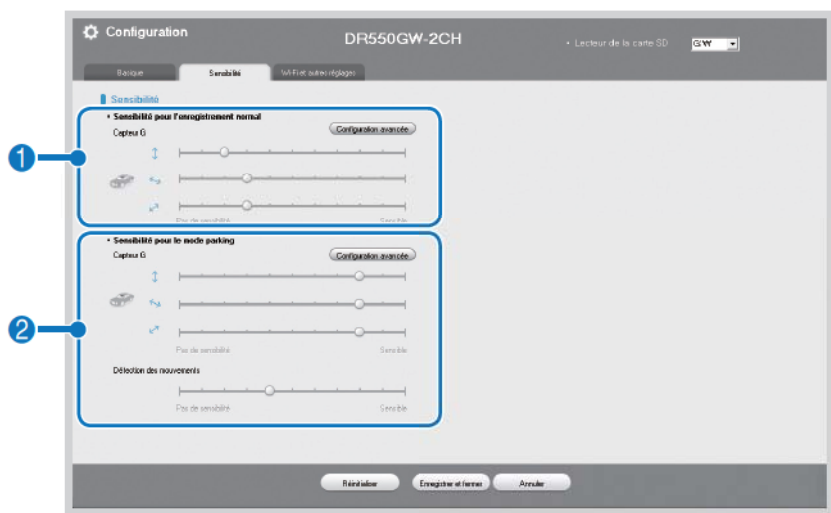 Configuration
DR550GW-2CH
• Lecteur de la carte SD
G:\
Basique
Sensibilité
Wi-Fi et autres réglages
Sensibilité
• Sensibilité pour l'enregistrement normal
Capteur G
Configuration avancée
1
Pas de sensibilité
Sensible
• Sensibilité pour le mode parking
Capteur G
Configuration avancée
2
Pas de sensibilité
Sensible
Détection des mouvements
Pas de sensibilité
Sensible
Réinitialiser
Enregistrer et fermer
Annuler